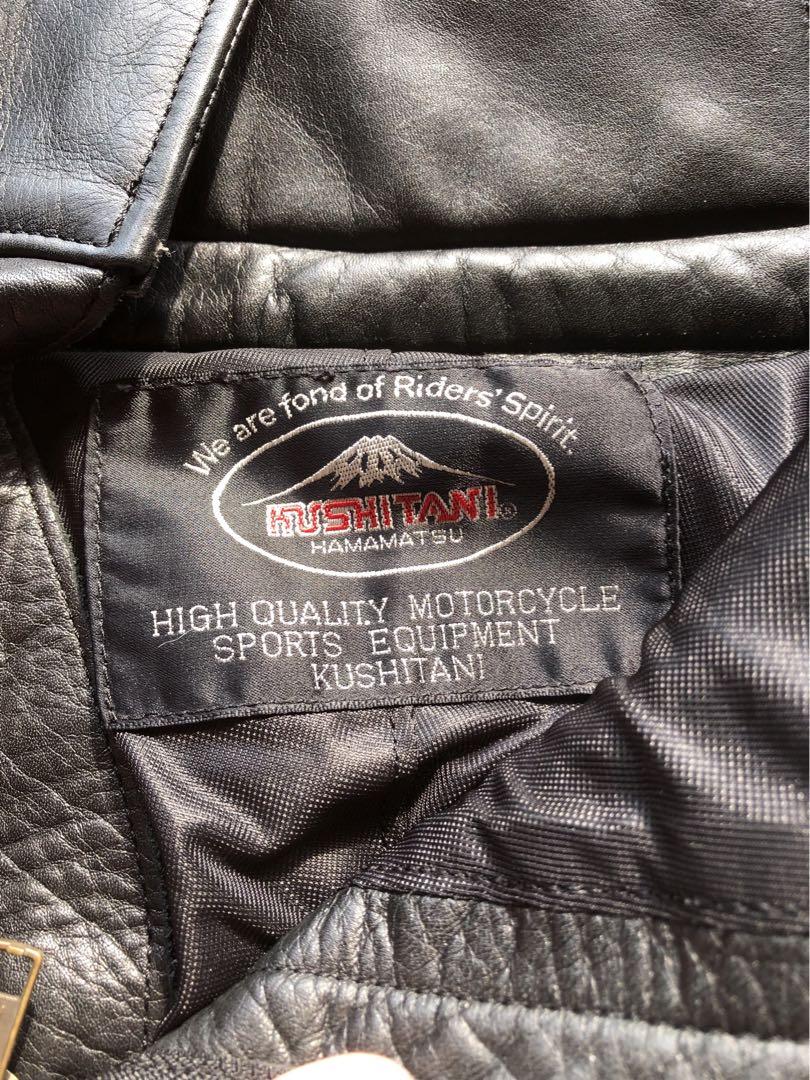 We are fond of Riders' Spirit.
KUSHITANI®
HAMAMATSU
HIGH QUALITY MOTORCYCLE
SPORTS EQUIPMENT
KUSHITANI